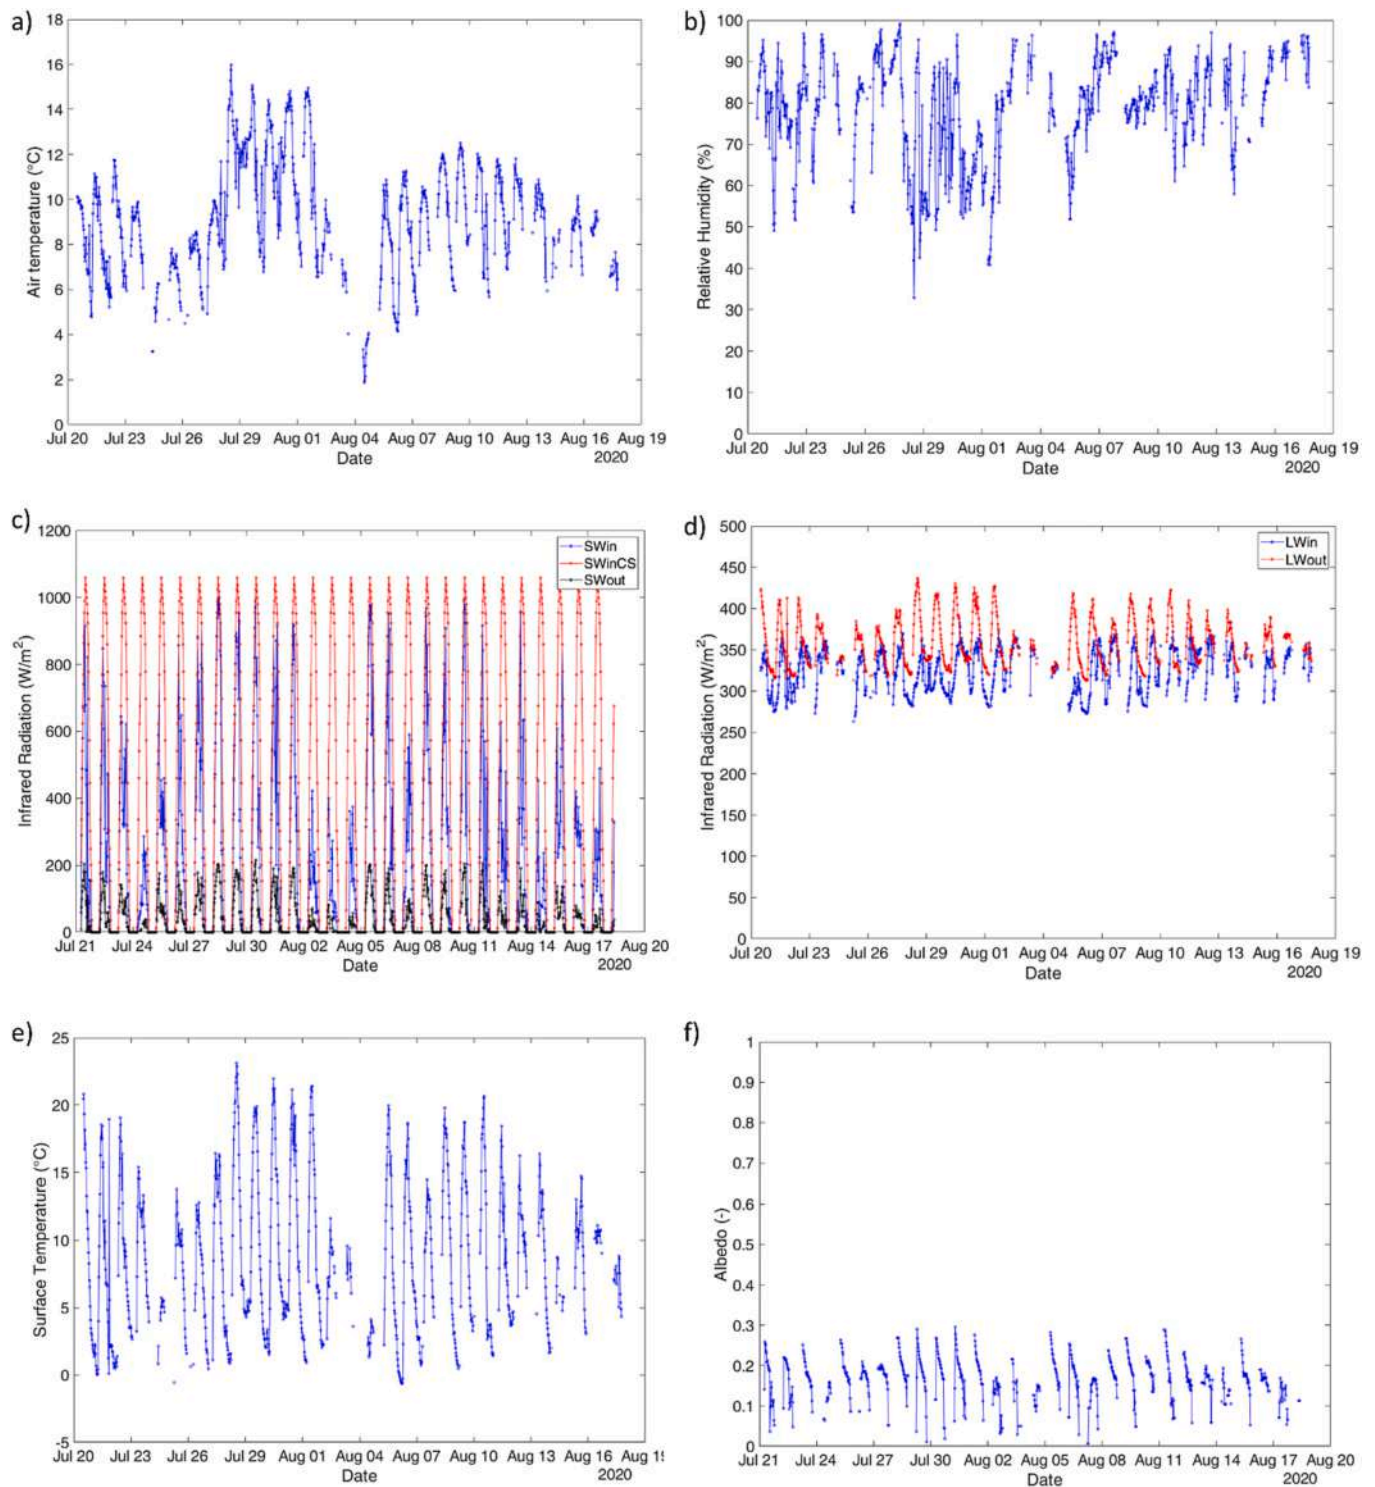 a)
18
16
14
12
10
8
6
4
2
0
Air temperature (°C)
Jul 20 Jul 23 Jul 26 Jul 29 Aug 01 Aug 04 Aug 07 Aug 10 Aug 13 Aug 16 Aug 19
Date
2020
b)
100
90
80
70
60
50
40
30
20
10
0
Relative Humidity (%)
Jul 20 Jul 23 Jul 26 Jul 29 Aug 01 Aug 04 Aug 07 Aug 10 Aug 13 Aug 16 Aug 19
Date
2020
c)
1200
1000
800
600
400
200
0
Infrared Radiation (W/m²)
SWin
SWinCS
SWout
Jul 21 Jul 24 Jul 27 Jul 30 Aug 02 Aug 05 Aug 08 Aug 11 Aug 14 Aug 17 Aug 20
Date
2020
d)
500
450
400
350
300
250
200
150
100
50
0
Infrared Radiation (W/m²)
LWin
LWout
Jul 20 Jul 23 Jul 26 Jul 29 Aug 01 Aug 04 Aug 07 Aug 10 Aug 13 Aug 16 Aug 19
Date
2020
e)
25
20
15
10
5
0
-5
Surface Temperature (°C)
Jul 20 Jul 23 Jul 26 Jul 29 Aug 01 Aug 04 Aug 07 Aug 10 Aug 13 Aug 16 Aug
Date
2020
f)
1
0.9
0.8
0.7
0.6
0.5
0.4
0.3
0.2
0.1
0
Albedo (-)
Jul 21 Jul 24 Jul 27 Jul 30 Aug 02 Aug 05 Aug 08 Aug 11 Aug 14 Aug 17 Aug 20
Date
2020